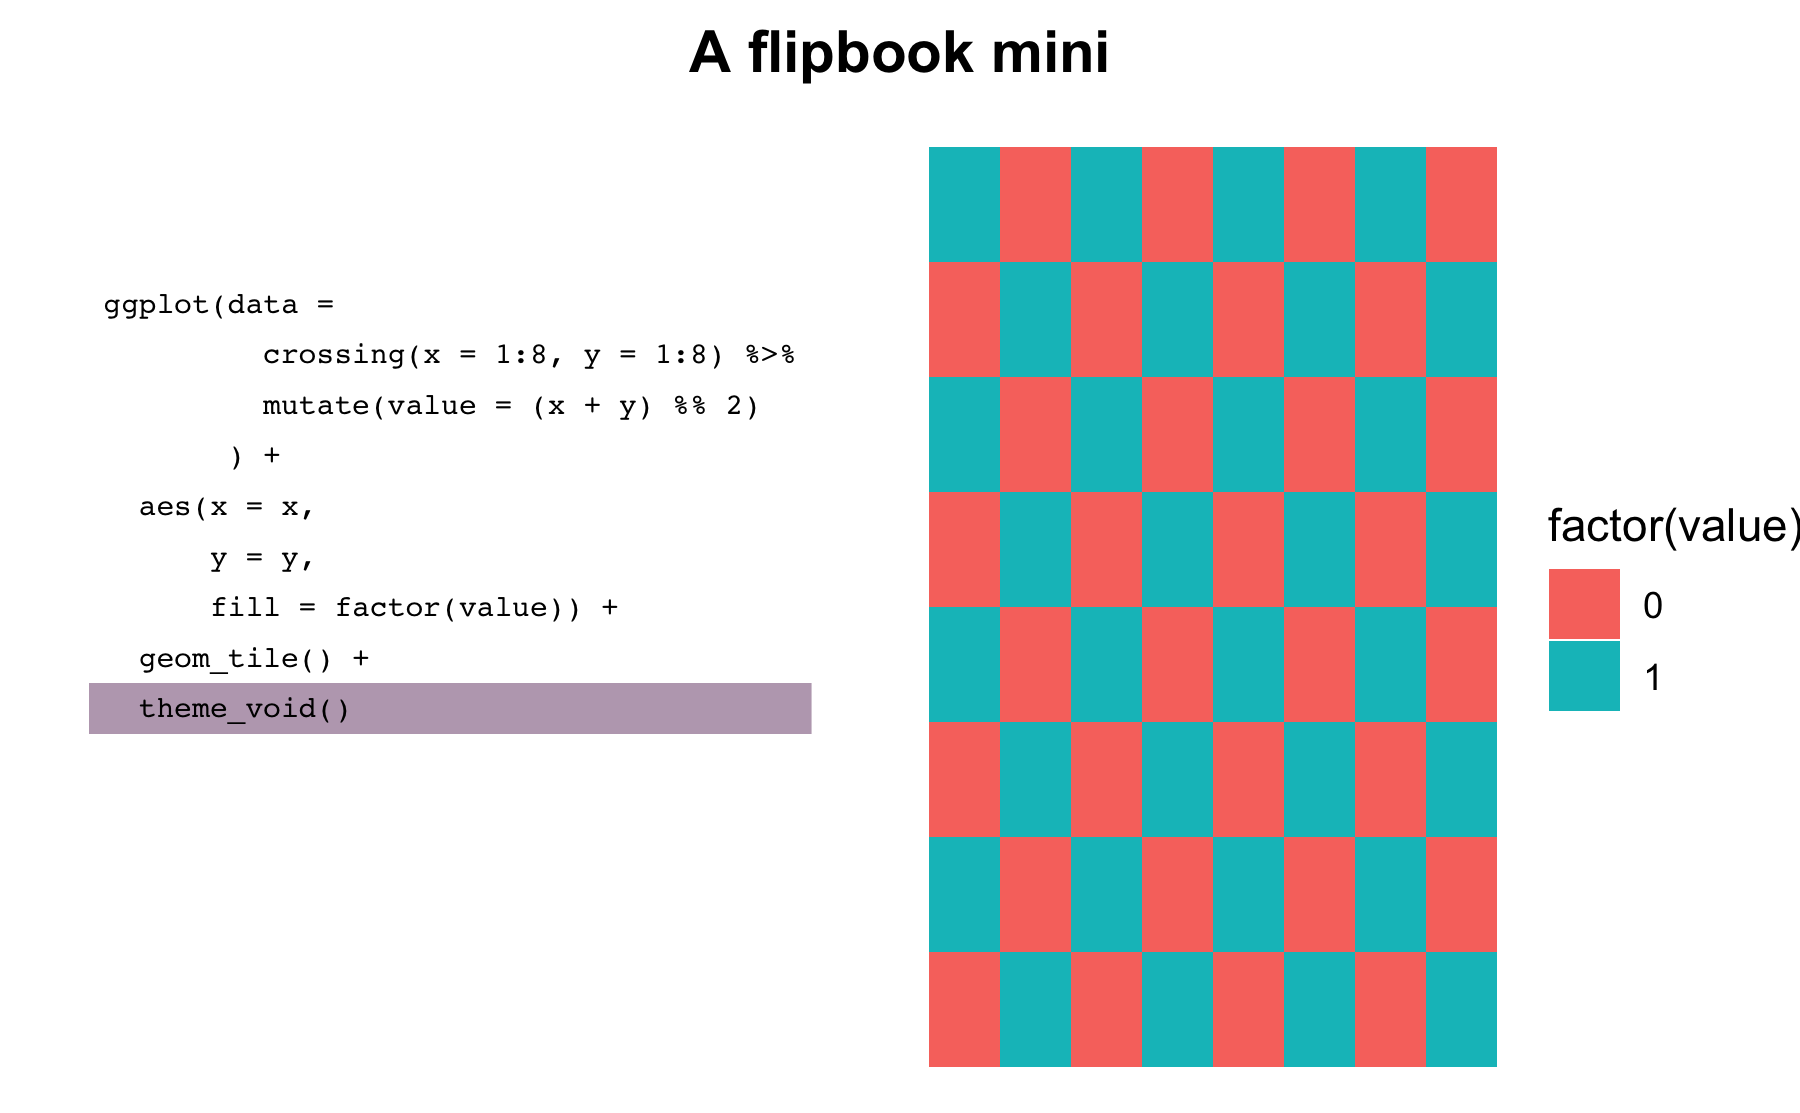 A flipbook mini
ggplot(data =
         crossing(x = 1:8, y = 1:8) %>%
         mutate(value = (x + y) %% 2)
       ) +
  aes(x = x,
      y = y,
      fill = factor(value)) +
  geom_tile() +
  theme_void()
factor(value)
0
1